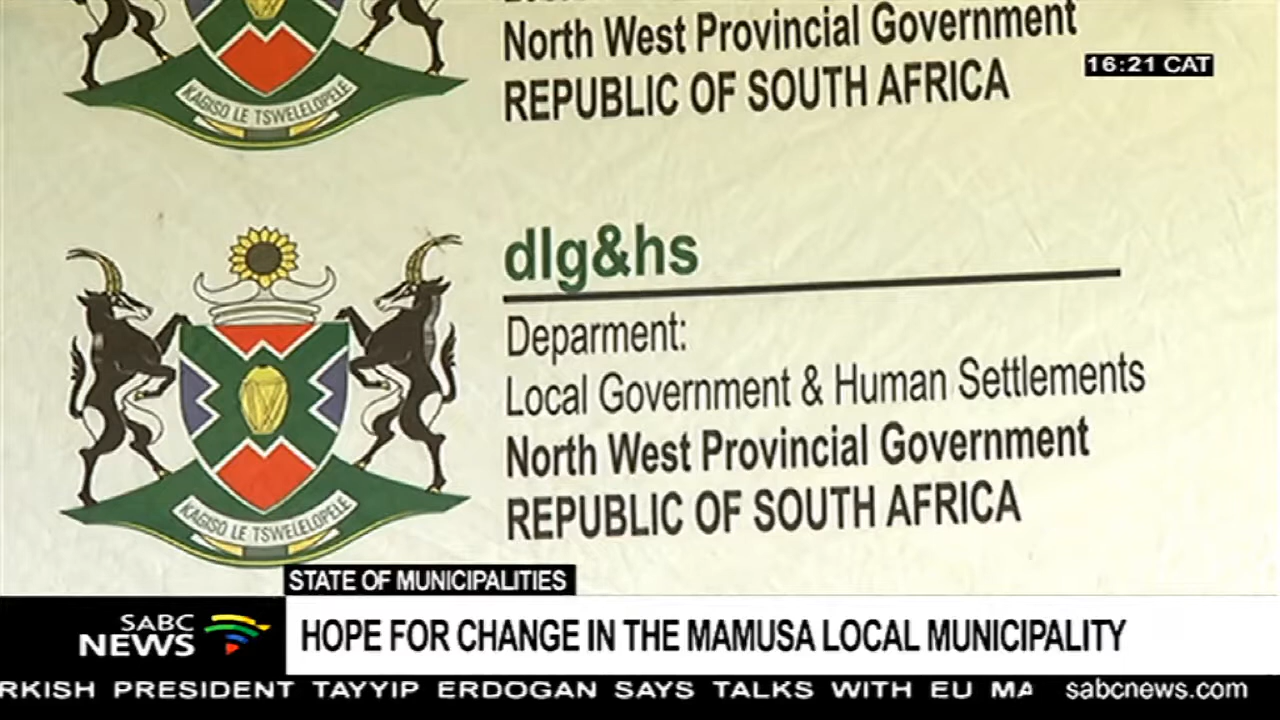 North West Provincial Government
REPUBLIC OF SOUTH AFRICA
16:21 CAT
KAGISO LE TSWELELOPELE
dlg&hs
Deparment:
Local Government & Human Settlements
North West Provincial Government
REPUBLIC OF SOUTH AFRICA
KAGISO LE TSWELELOPELE
STATE OF MUNICIPALITIES
SABC
NEWS
HOPE FOR CHANGE IN THE MAMUSA LOCAL MUNICIPALITY
RKISH PRESIDENT TAYYIP ERDOGAN SAYS TALKS WITH EU MA
sabcnews.com